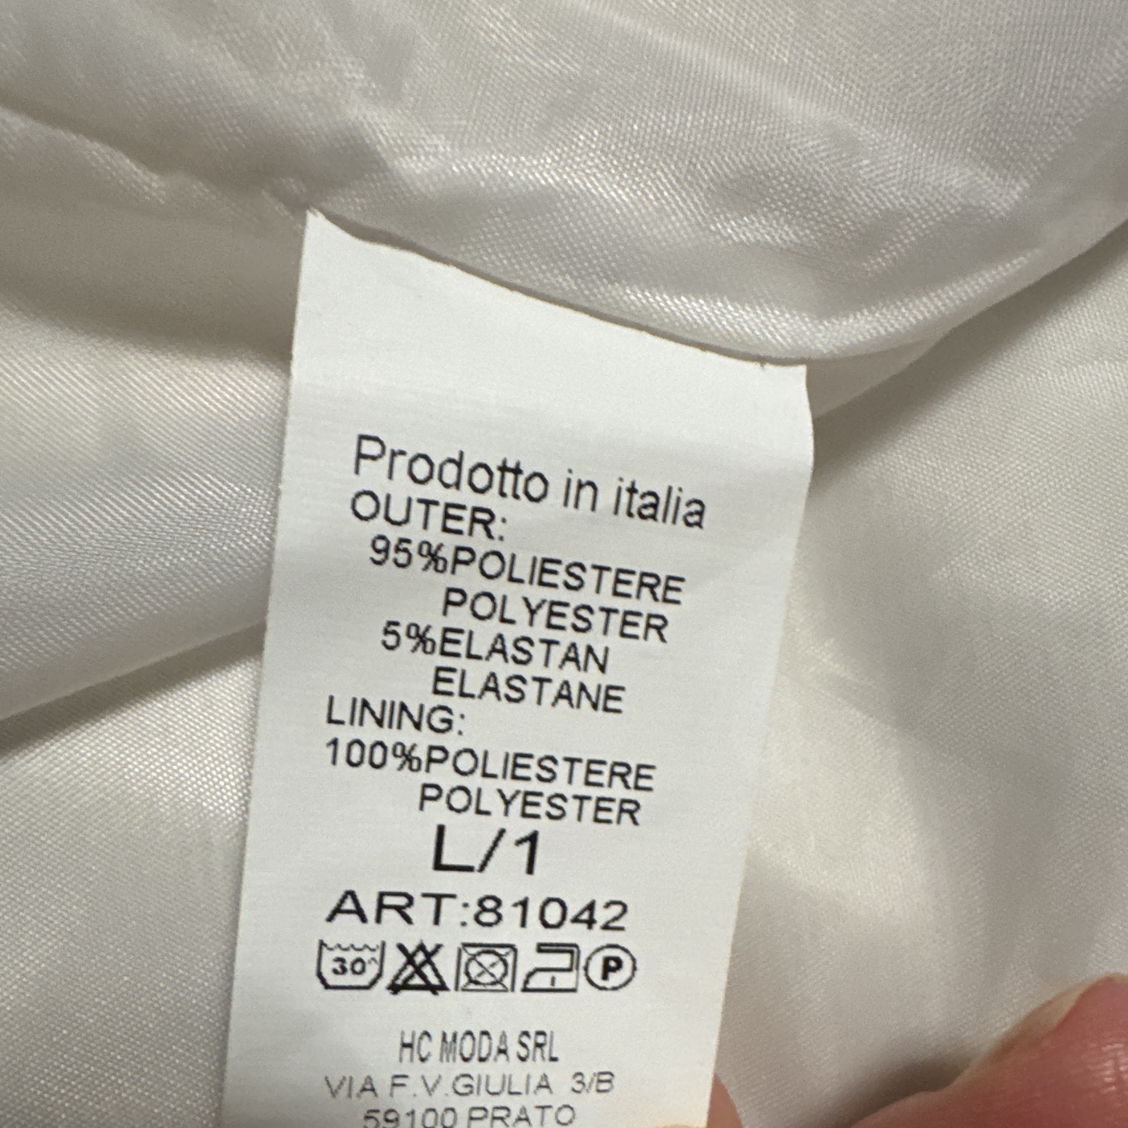 Prodotto in italia
OUTER:
95%POLIESTERE
POLYESTER
5%ELASTAN
ELASTANE
LINING:
100%POLIESTERE
POLYESTER
L/1
ART:81042
30° P
HC MODA SRL
VIA F.V.GIULIA 3/B
59100 PRATO